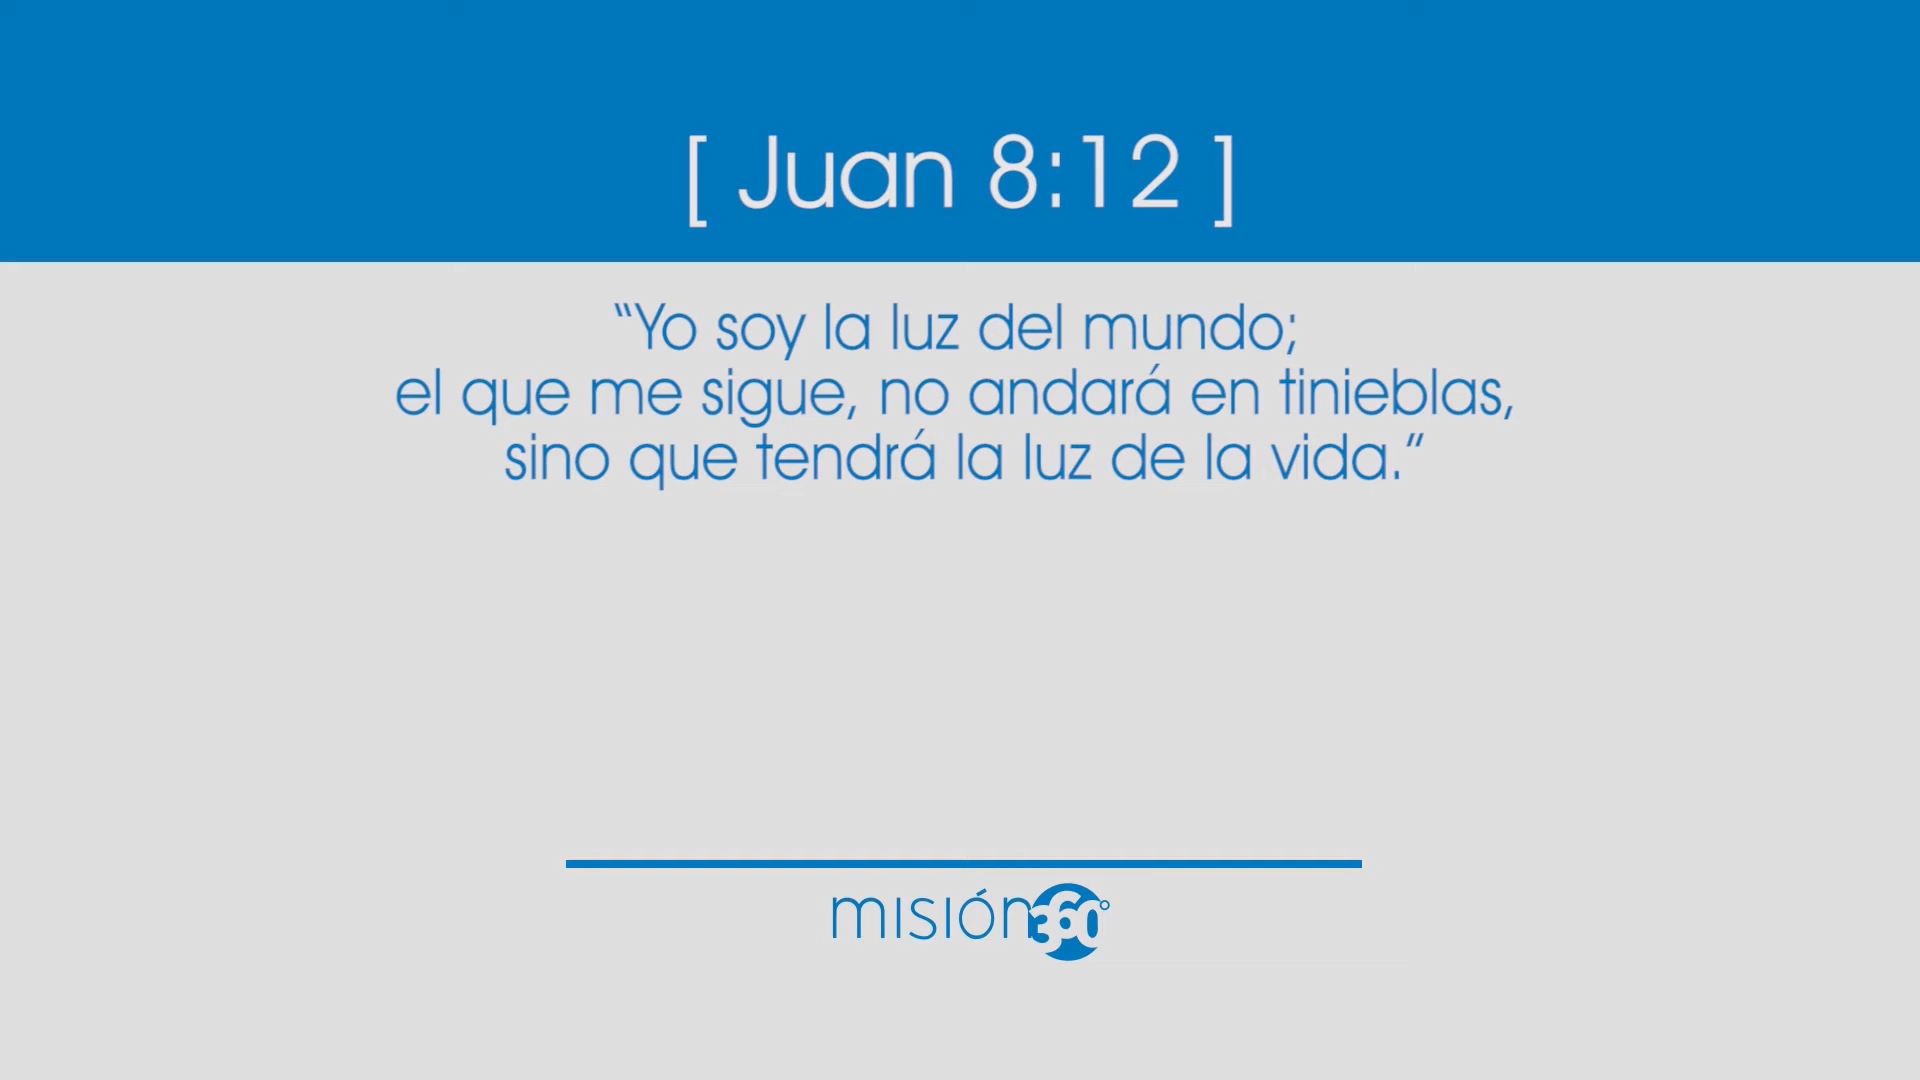 [ Juan 8:12 ]
“Yo soy la luz del mundo;
el que me sigue, no andará en tinieblas,
sino que tendrá la luz de la vida.”
misión360°